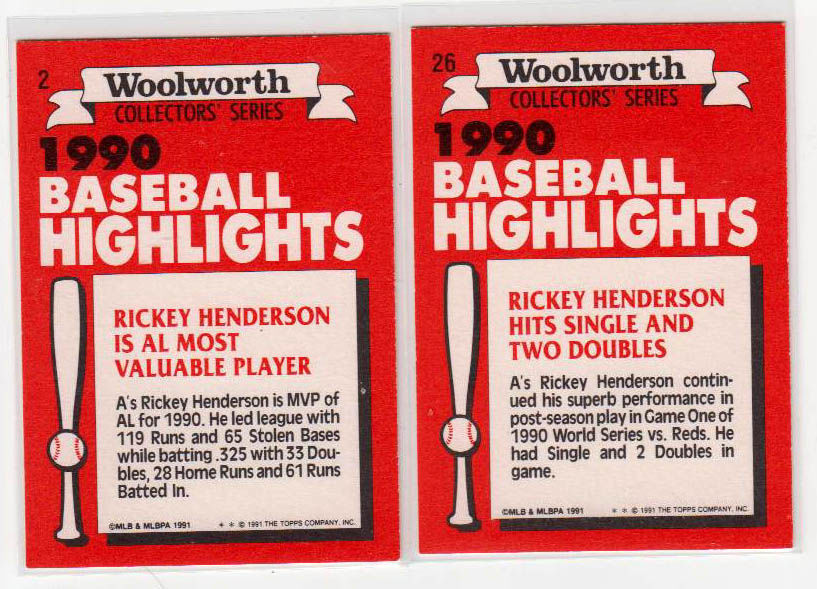 2
Woolworth
COLLECTORS' SERIES
1990
BASEBALL
HIGHLIGHTS
RICKEY HENDERSON
IS AL MOST
VALUABLE PLAYER
A's Rickey Henderson is MVP of
AL for 1990. He led league with
119 Runs and 65 Stolen Bases
while batting .325 with 33 Dou-
bles, 28 Home Runs and 61 Runs
Batted In.
©MLB & MLBPA 1991 * * © 1991 THE TOPPS COMPANY, INC.
26
Woolworth
COLLECTORS' SERIES
1990
BASEBALL
HIGHLIGHTS
RICKEY HENDERSON
HITS SINGLE AND
TWO DOUBLES
A's Rickey Henderson contin-
ued his superb performance in
post-season play in Game One of
1990 World Series vs. Reds. He
had Single and 2 Doubles in
game.
©MLB & MLBPA 1991 * * © 1991 THE TOPPS COMPANY, INC.